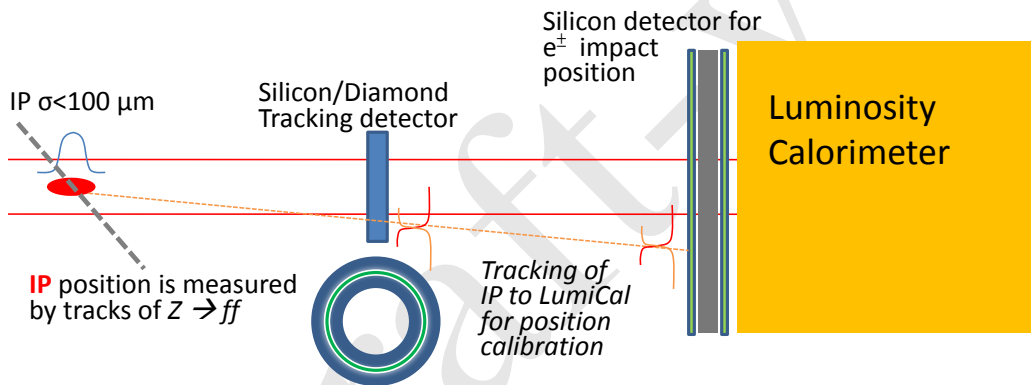 IP σ<100 μm
Silicon/Diamond
Tracking detector
Silicon detector for
e± impact
position
Luminosity
Calorimeter
IP position is measured
by tracks of Z → ff
Tracking of
IP to LumiCal
for position
calibration